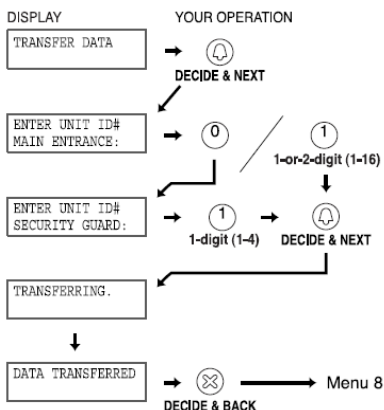 DISPLAY YOUR OPERATION
TRANSFER DATA
DECIDE & NEXT
ENTER UNIT ID#
MAIN ENTRANCE:
0 1
1-or-2-digit (1-16)
ENTER UNIT ID#
SECURITY GUARD:
1
1-digit (1-4) DECIDE & NEXT
TRANSFERRING.
DATA TRANSFERRED
Menu 8
DECIDE & BACK